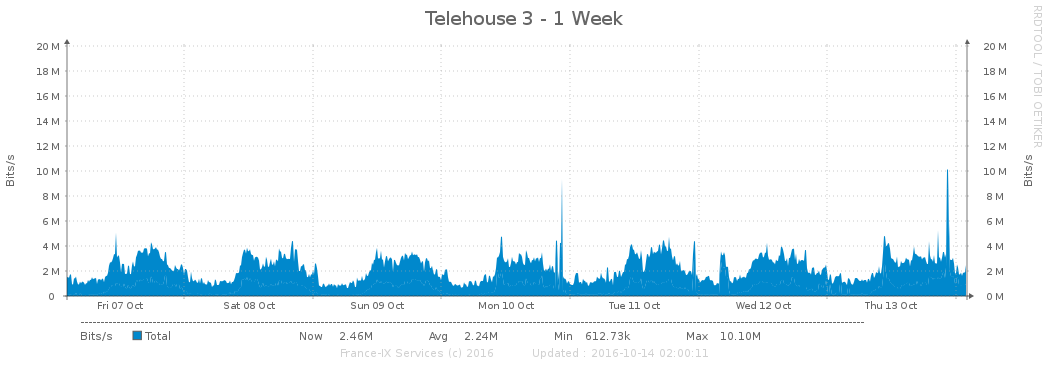 Telehouse 3 - 1 Week
RRDTOOL / TOBI OETIKER
Bits/s
Bits/s
20 M 20 M
18 M 18 M
16 M 16 M
14 M 14 M
12 M 12 M
10 M 10 M
8 M 8 M
6 M 6 M
4 M 4 M
2 M 2 M
0 0 M
Fri 07 Oct Sat 08 Oct Sun 09 Oct Mon 10 Oct Tue 11 Oct Wed 12 Oct Thu 13 Oct
Bits/s Total Now 2.46M Avg 2.24M Min 612.73k Max 10.10M
France-IX Services (c) 2016 Updated : 2016-10-14 02:00:11